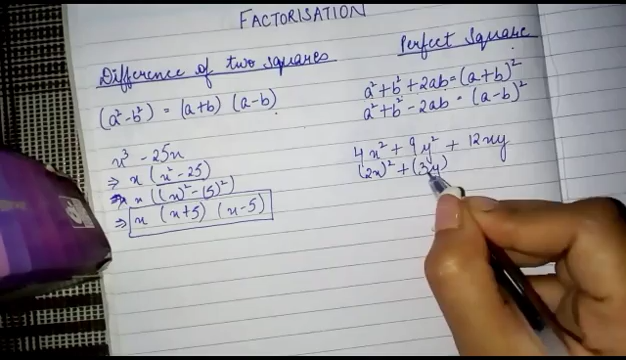 FACTORISATION
Difference of two squares
(a²-b²) = (a+b) (a-b)
x³ - 25x
⇒ x (x² - 25)
⇒ x ((x)² - (5)²)
⇒ x (x+5) (x-5)
Perfect Square
a² + b² + 2ab = (a+b)²
a² + b² - 2ab = (a-b)²
4x² + 9y² + 12xy
(2x)² + (3y)